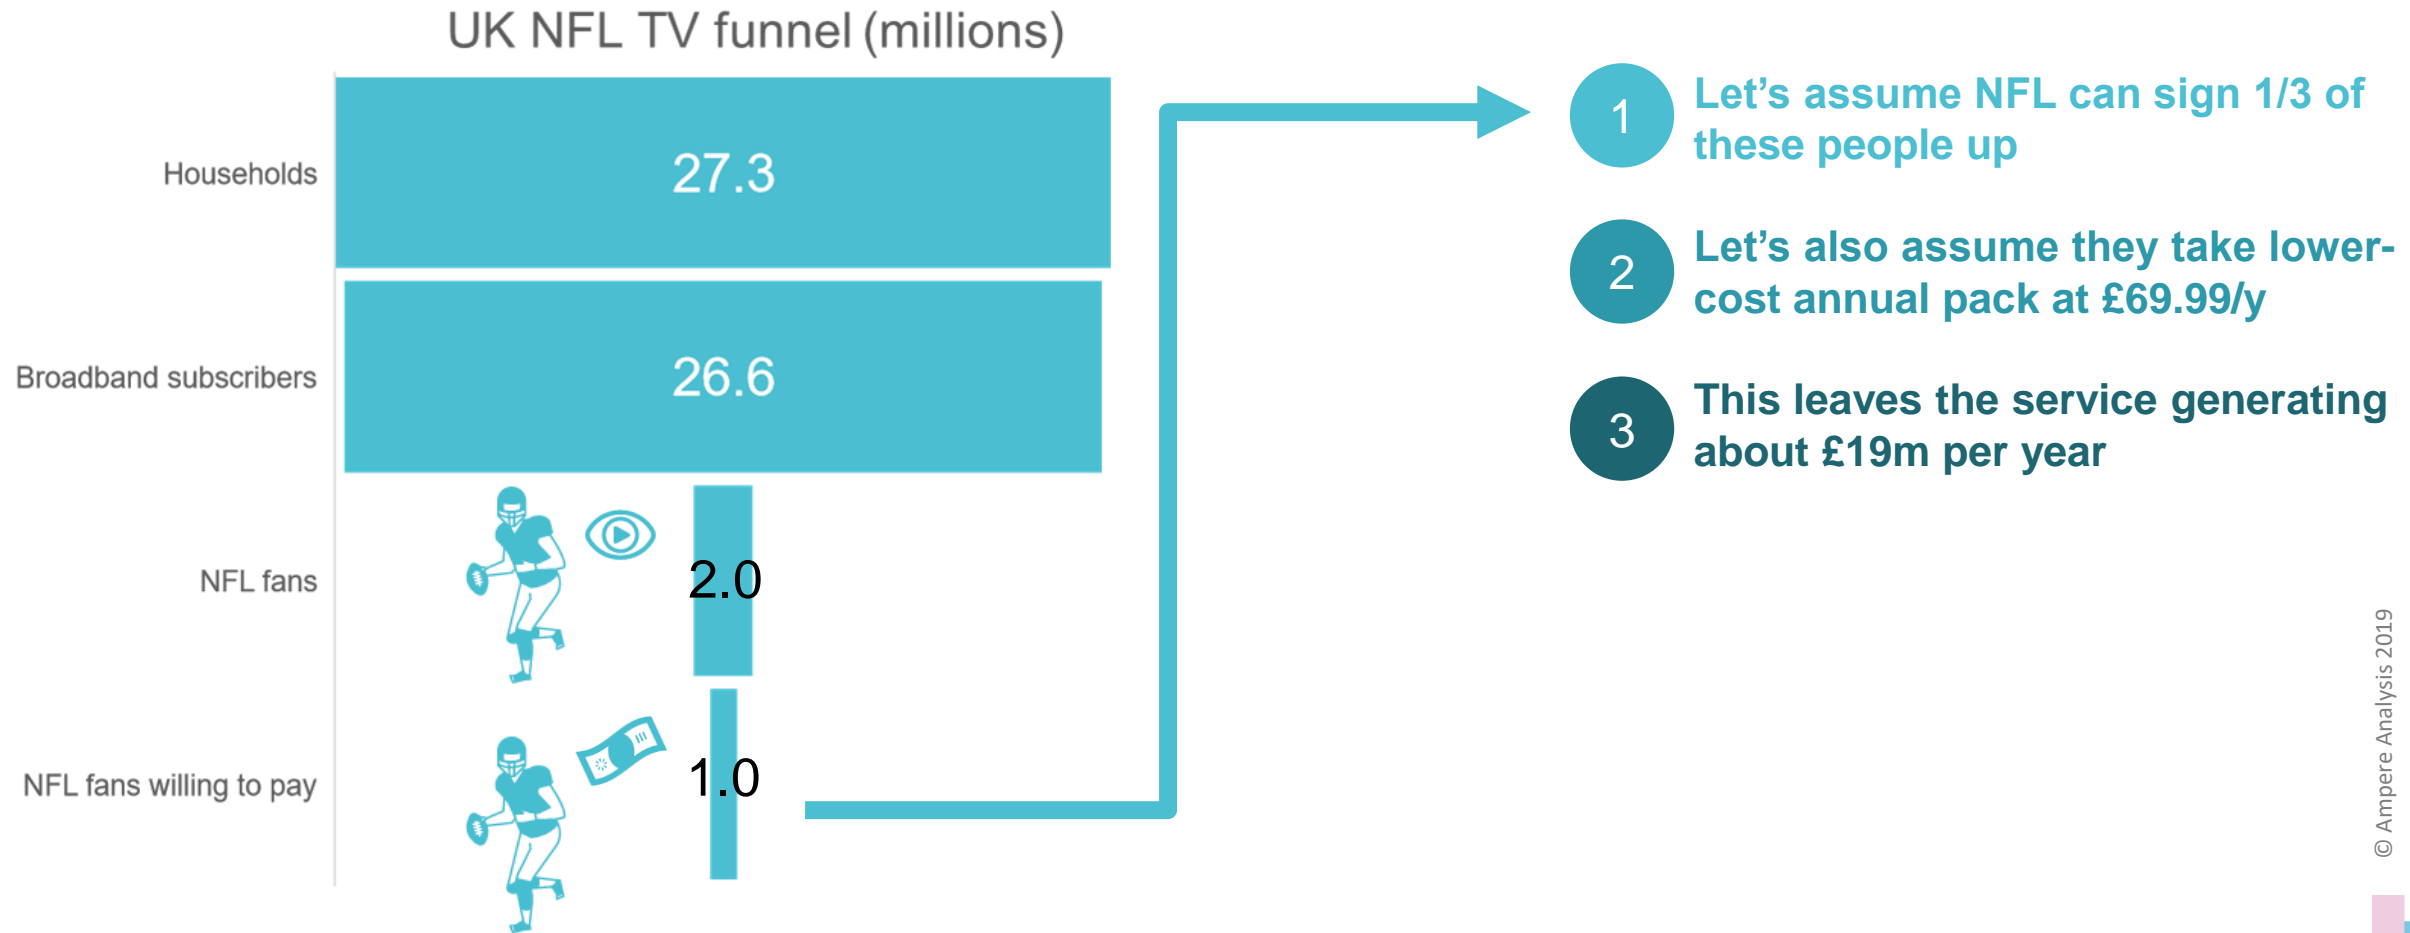 UK NFL TV funnel (millions)
Households
27.3
Broadband subscribers
26.6
NFL fans
2.0
NFL fans willing to pay
1.0
1
Let’s assume NFL can sign 1/3 of
these people up
2
Let’s also assume they take lower-
cost annual pack at £69.99/y
3
This leaves the service generating
about £19m per year
© Ampere Analysis 2019